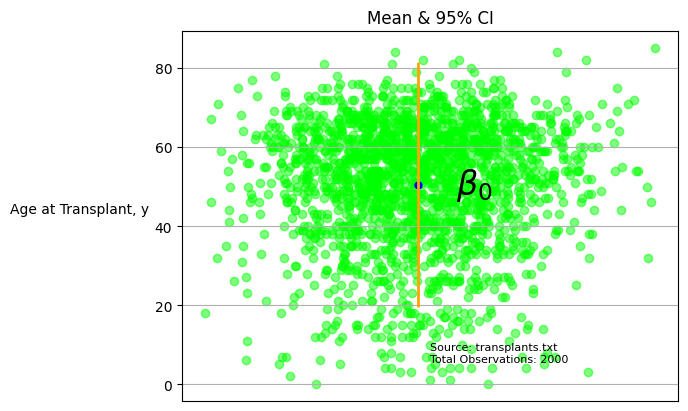 Mean & 95% CI
80
60
β0
Age at Transplant, y
40
20
Source: transplants.txt
Total Observations: 2000
0